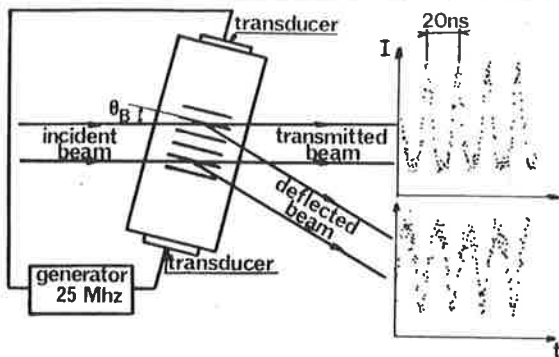 transducer
20ns
I
θB
incident
beam
transmitted
beam
deflected
beam
transducer
generator
25 Mhz
t